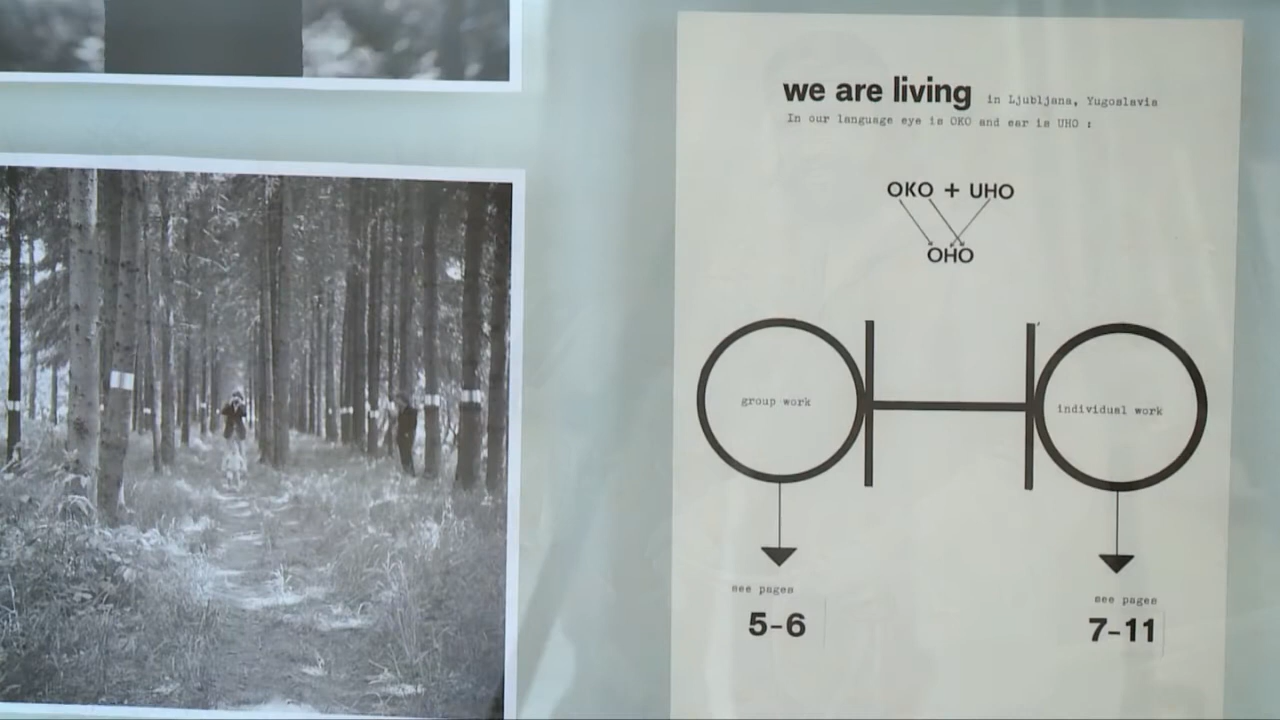 we are living in Ljubljana, Yugoslavia
In our language eye is OKO and ear is UHO :
OKO + UHO
OHO
group work
individual work
see pages
5-6
see pages
7-11